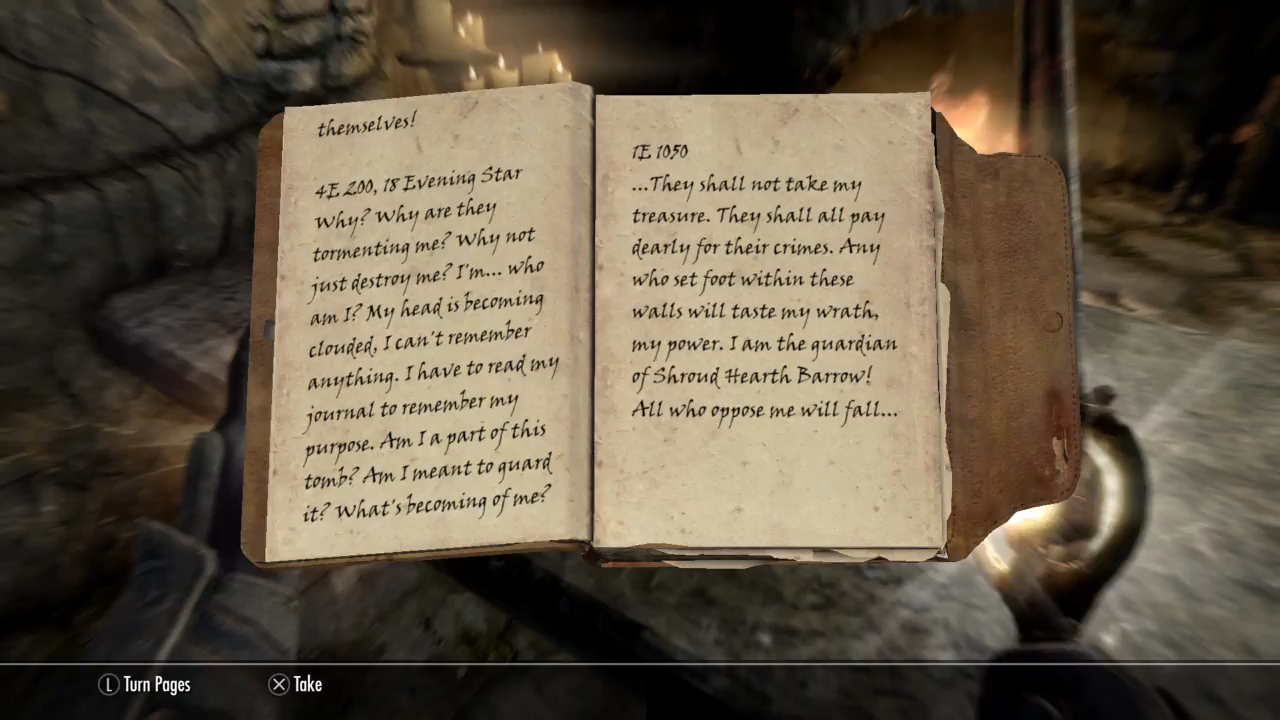 themselves!
4E 200, 18 Evening Star
Why? Why are they
tormenting me? Why not
just destroy me? I'm... who
am I? My head is becoming
clouded, I can't remember
anything. I have to read my
journal to remember my
purpose. Am I a part of this
tomb? Am I meant to guard
it? What's becoming of me?
1E 1050
...They shall not take my
treasure. They shall all pay
dearly for their crimes. Any
who set foot within these
walls will taste my wrath,
my power. I am the guardian
of Shroud Hearth Barrow!
All who oppose me will fall...
L Turn Pages
X Take